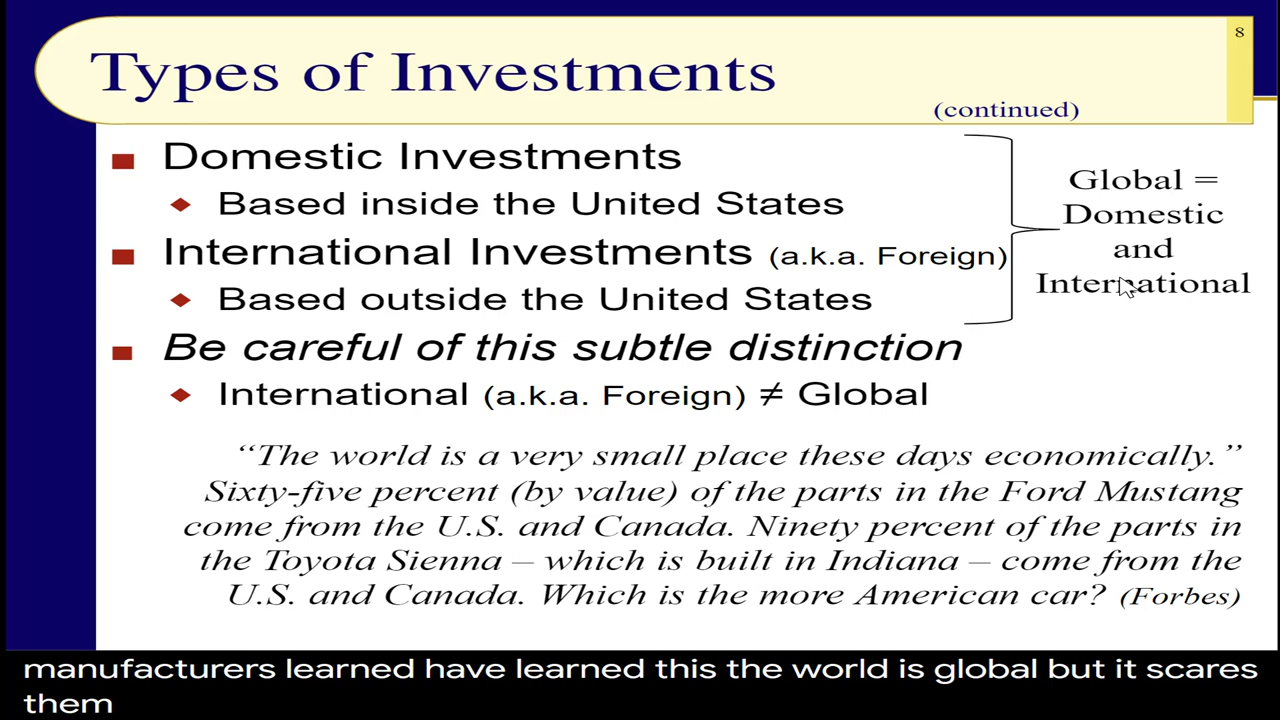 8
Types of Investments
(continued)
Domestic Investments
Based inside the United States
International Investments (a.k.a. Foreign)
Based outside the United States
Global =
Domestic
and
International
Be careful of this subtle distinction
International (a.k.a. Foreign) ≠ Global
“The world is a very small place these days economically.”
Sixty-five percent (by value) of the parts in the Ford Mustang
come from the U.S. and Canada. Ninety percent of the parts in
the Toyota Sienna – which is built in Indiana – come from the
U.S. and Canada. Which is the more American car? (Forbes)
manufacturers learned have learned this the world is global but it scares
them